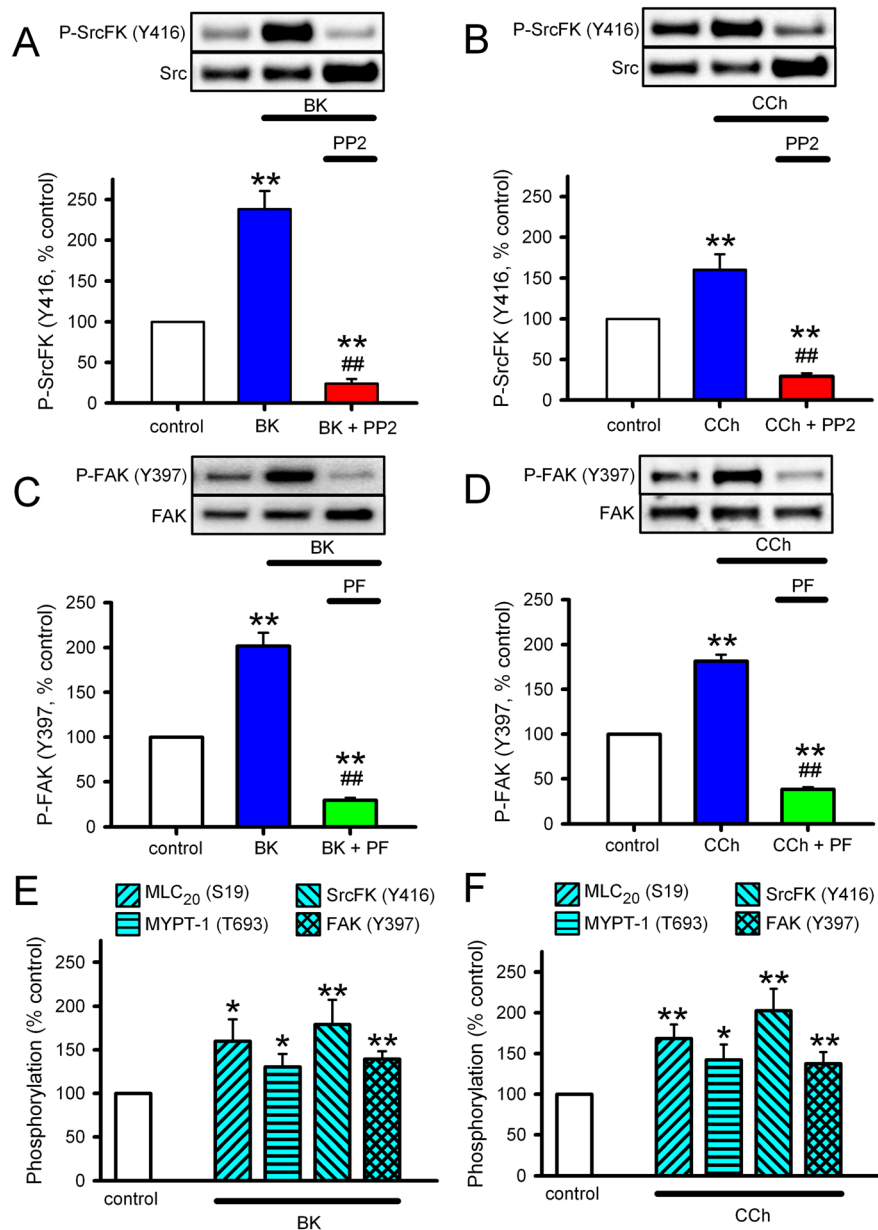 A
P-SrcFK (Y416)
Src
BK
PP2
P-SrcFK (Y416, % control)
250
200
150
100
50
0
**
**
##
control
BK
BK + PP2
B
P-SrcFK (Y416)
Src
CCh
PP2
P-SrcFK (Y416, % control)
250
200
150
100
50
0
**
**
##
control
CCh
CCh + PP2
C
P-FAK (Y397)
FAK
BK
PF
P-FAK (Y397, % control)
250
200
150
100
50
0
**
**
##
control
BK
BK + PF
D
P-FAK (Y397)
FAK
CCh
PF
P-FAK (Y397, % control)
250
200
150
100
50
0
**
**
##
control
CCh
CCh + PF
E
MLC20 (S19)
SrcFK (Y416)
MYPT-1 (T693)
FAK (Y397)
Phosphorylation (% control)
250
200
150
100
50
0
*
*
**
**
control
BK
F
MLC20 (S19)
SrcFK (Y416)
MYPT-1 (T693)
FAK (Y397)
Phosphorylation (% control)
250
200
150
100
50
0
**
*
**
**
control
CCh